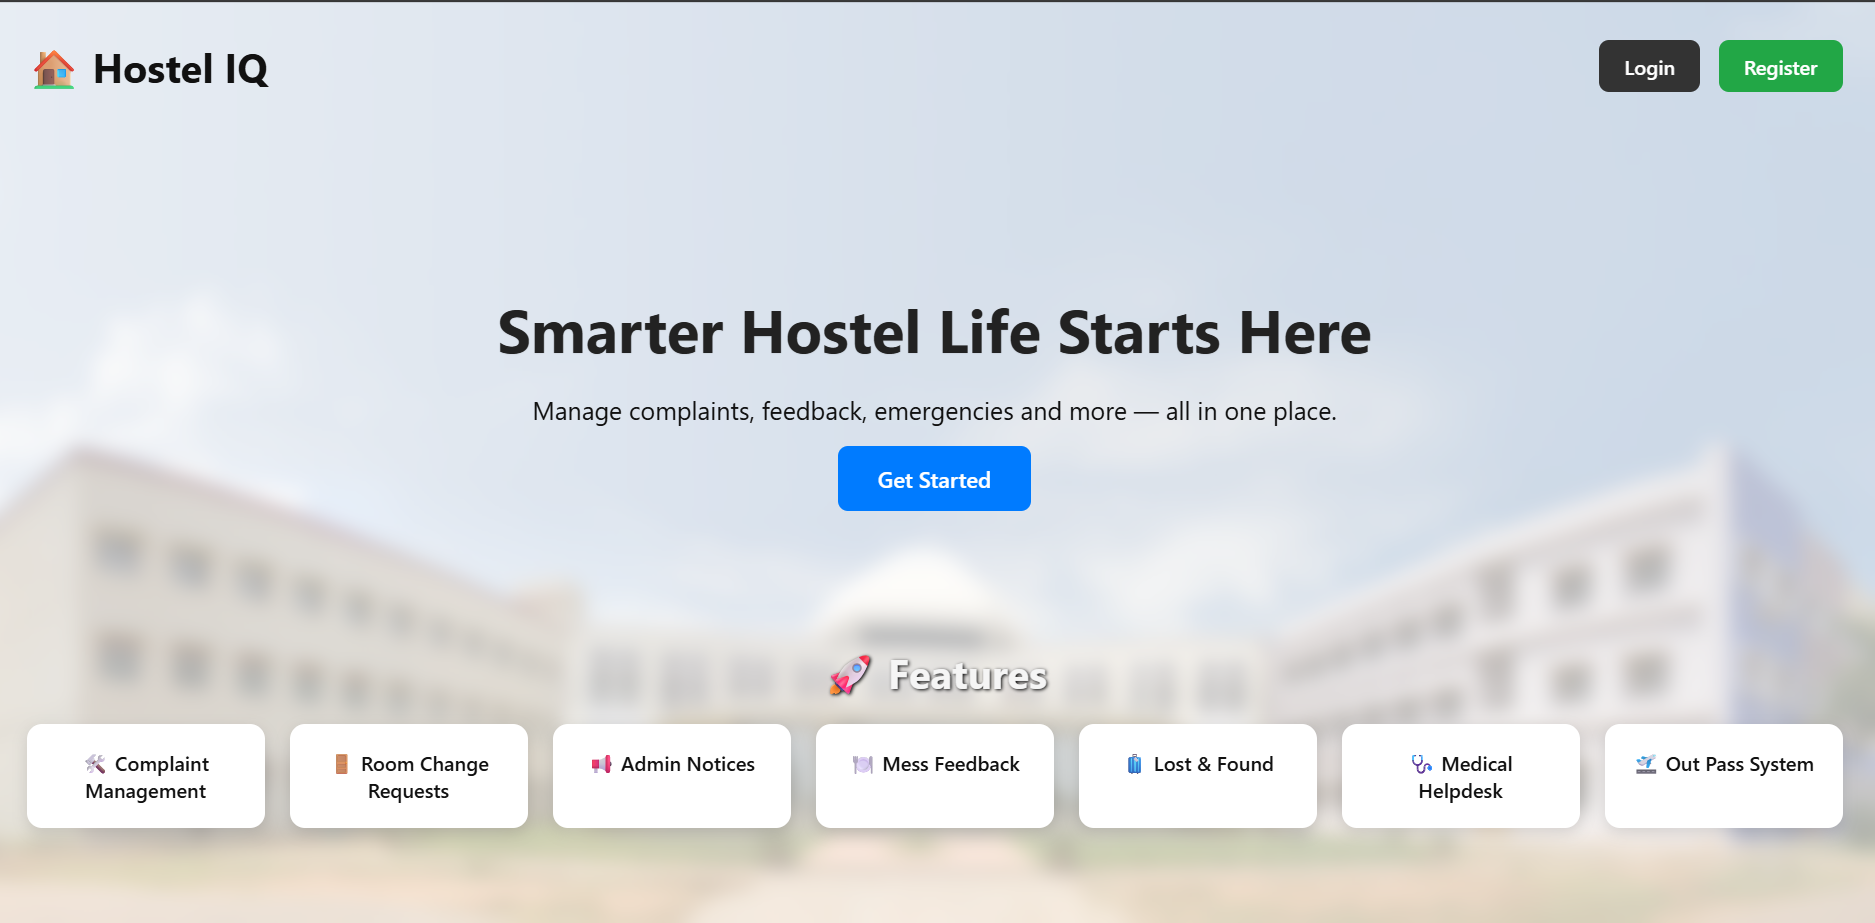 Hostel IQ
Login
Register
Smarter Hostel Life Starts Here
Manage complaints, feedback, emergencies and more — all in one place.
Get Started
🚀 Features
🛠️ Complaint
Management
🚪 Room Change
Requests
📢 Admin Notices
🍽️ Mess Feedback
🧳 Lost & Found
🩺 Medical
Helpdesk
🛫 Out Pass System